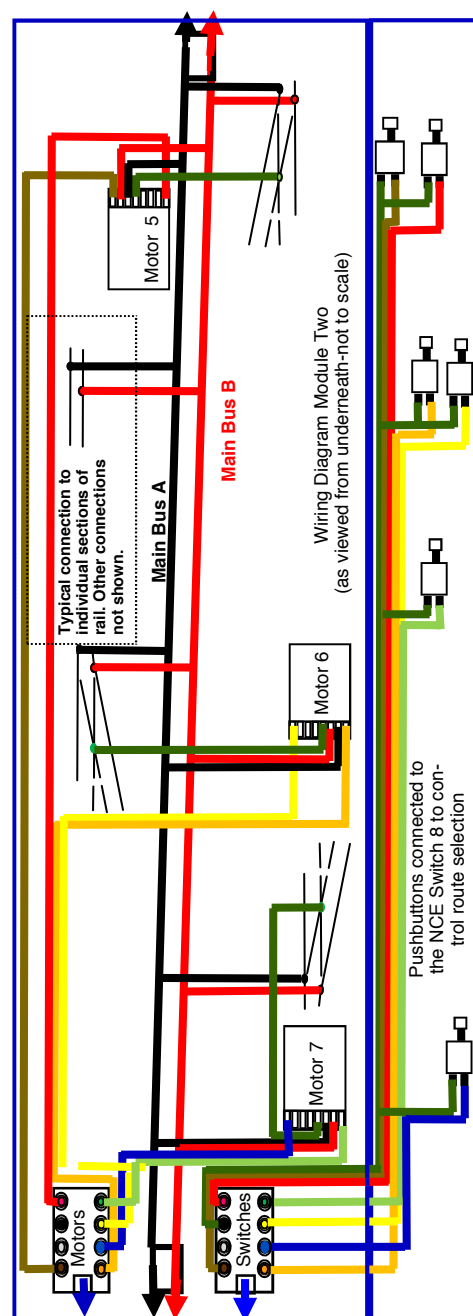 Motor 5
Typical connection to
individual sections of
rail. Other connections
not shown.
Main Bus A
Main Bus B
Wiring Diagram Module Two
(as viewed from underneath-not to scale)
Motor 6
Motor 7
Motors
Switches
Pushbuttons connected to
the NCE Switch 8 to con-
trol route selection